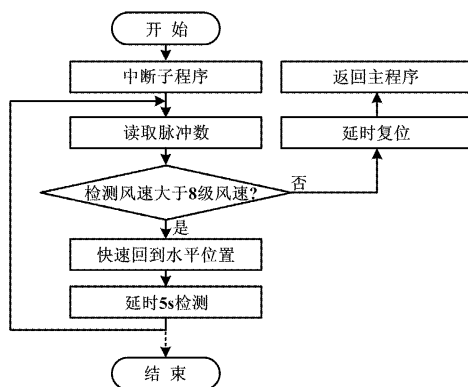 开 始
中断子程序
返回主程序
读取脉冲数
延时复位
检测风速大于8级风速?
否
是
快速回到水平位置
延时5s检测
结 束